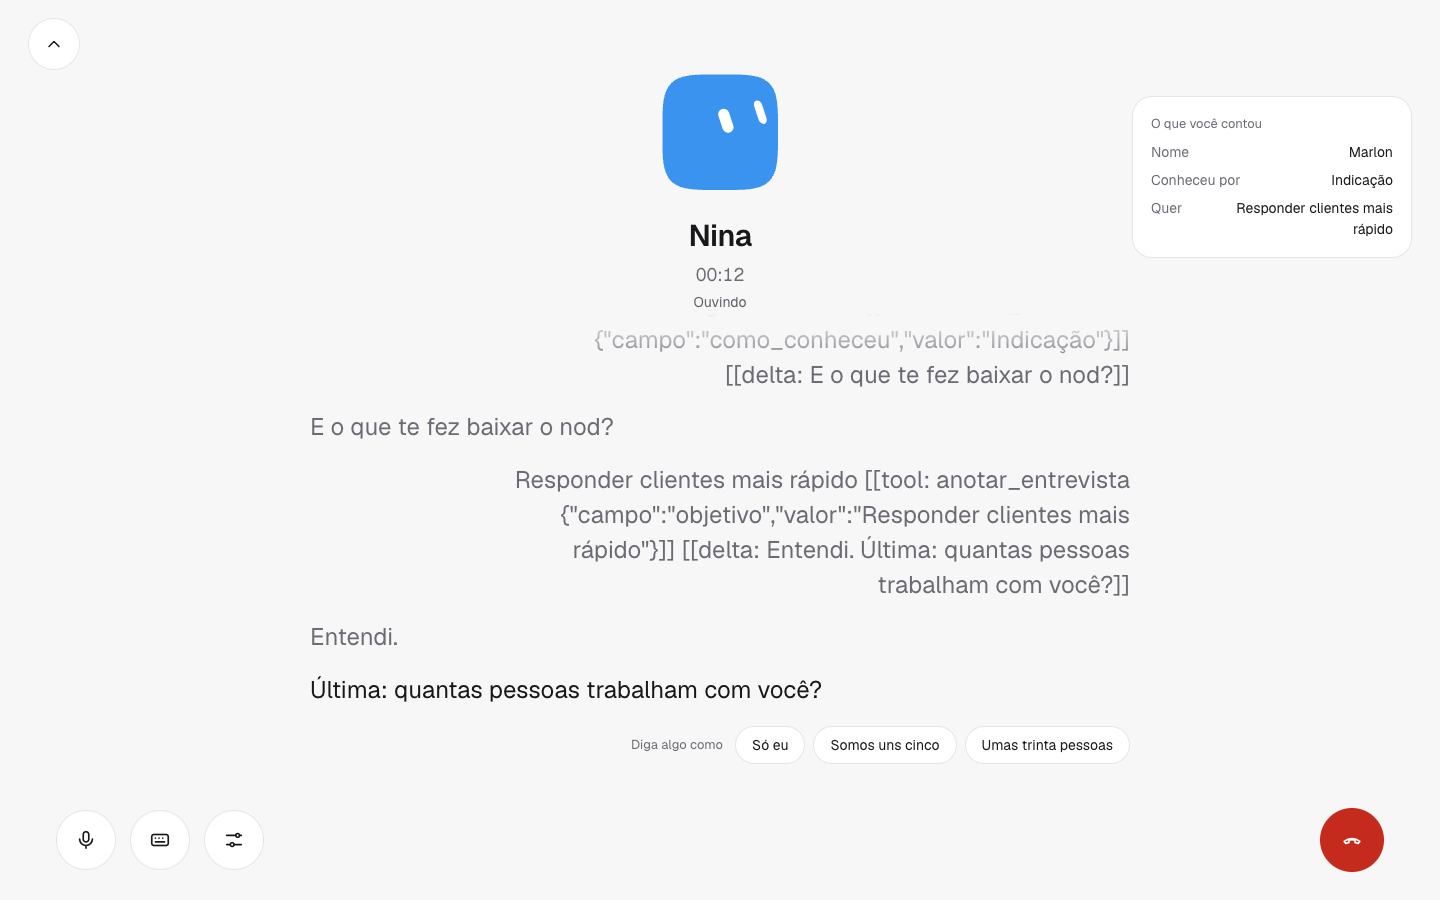 Nina
00:12
Ouvindo
O que você contou
Nome Marlon
Conheceu por Indicação
Quer Responder clientes mais
rápido
{"campo":"como_conheceu","valor":"Indicação"}]]
[[delta: E o que te fez baixar o nod?]]
E o que te fez baixar o nod?
Responder clientes mais rápido [[tool: anotar_entrevista
{"campo":"objetivo","valor":"Responder clientes mais
rápido"}]] [[delta: Entendi. Última: quantas pessoas
trabalham com você?]]
Entendi.
Última: quantas pessoas trabalham com você?
Diga algo como Só eu Somos uns cinco Umas trinta pessoas